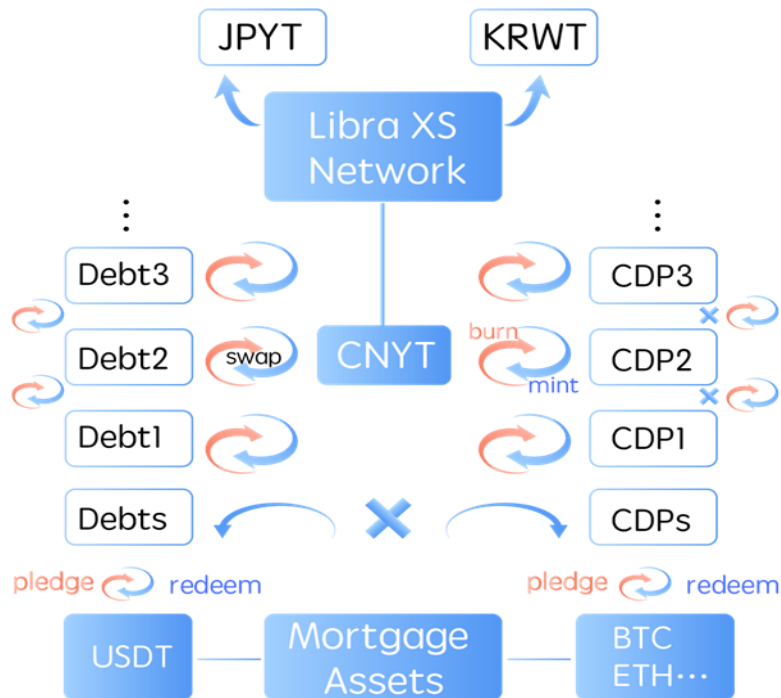 JPYT
KRWT
Libra XS
Network
Debt3
CDP3
burn
Debt2
swap
CNYT
CDP2
mint
Debt1
CDP1
Debts
CDPs
pledge
redeem
pledge
redeem
USDT
Mortgage
Assets
BTC
ETH···